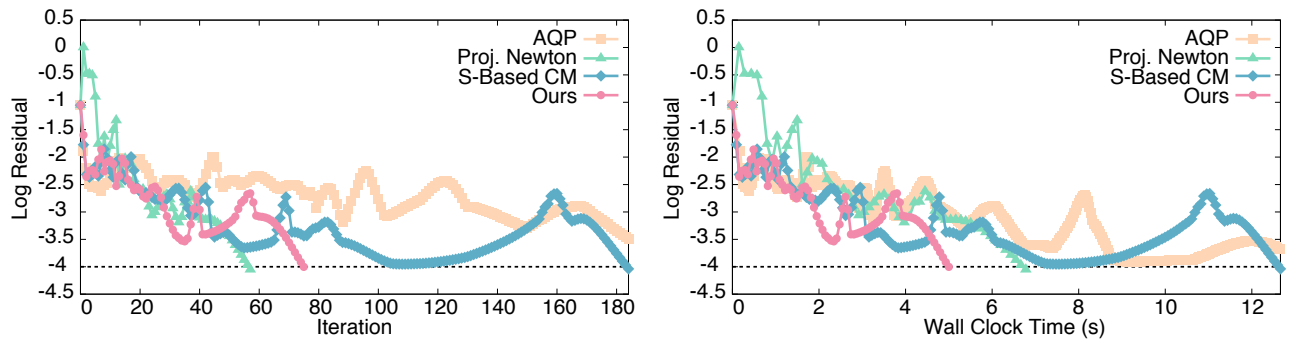 0.5
0
-0.5
-1
-1.5
-2
-2.5
-3
-3.5
-4
-4.5
Log Residual
AQP
Proj. Newton
S-Based CM
Ours
0 20 40 60 80 100 120 140 160 180
Iteration
0.5
0
-0.5
-1
-1.5
-2
-2.5
-3
-3.5
-4
-4.5
Log Residual
AQP
Proj. Newton
S-Based CM
Ours
0 2 4 6 8 10 12
Wall Clock Time (s)